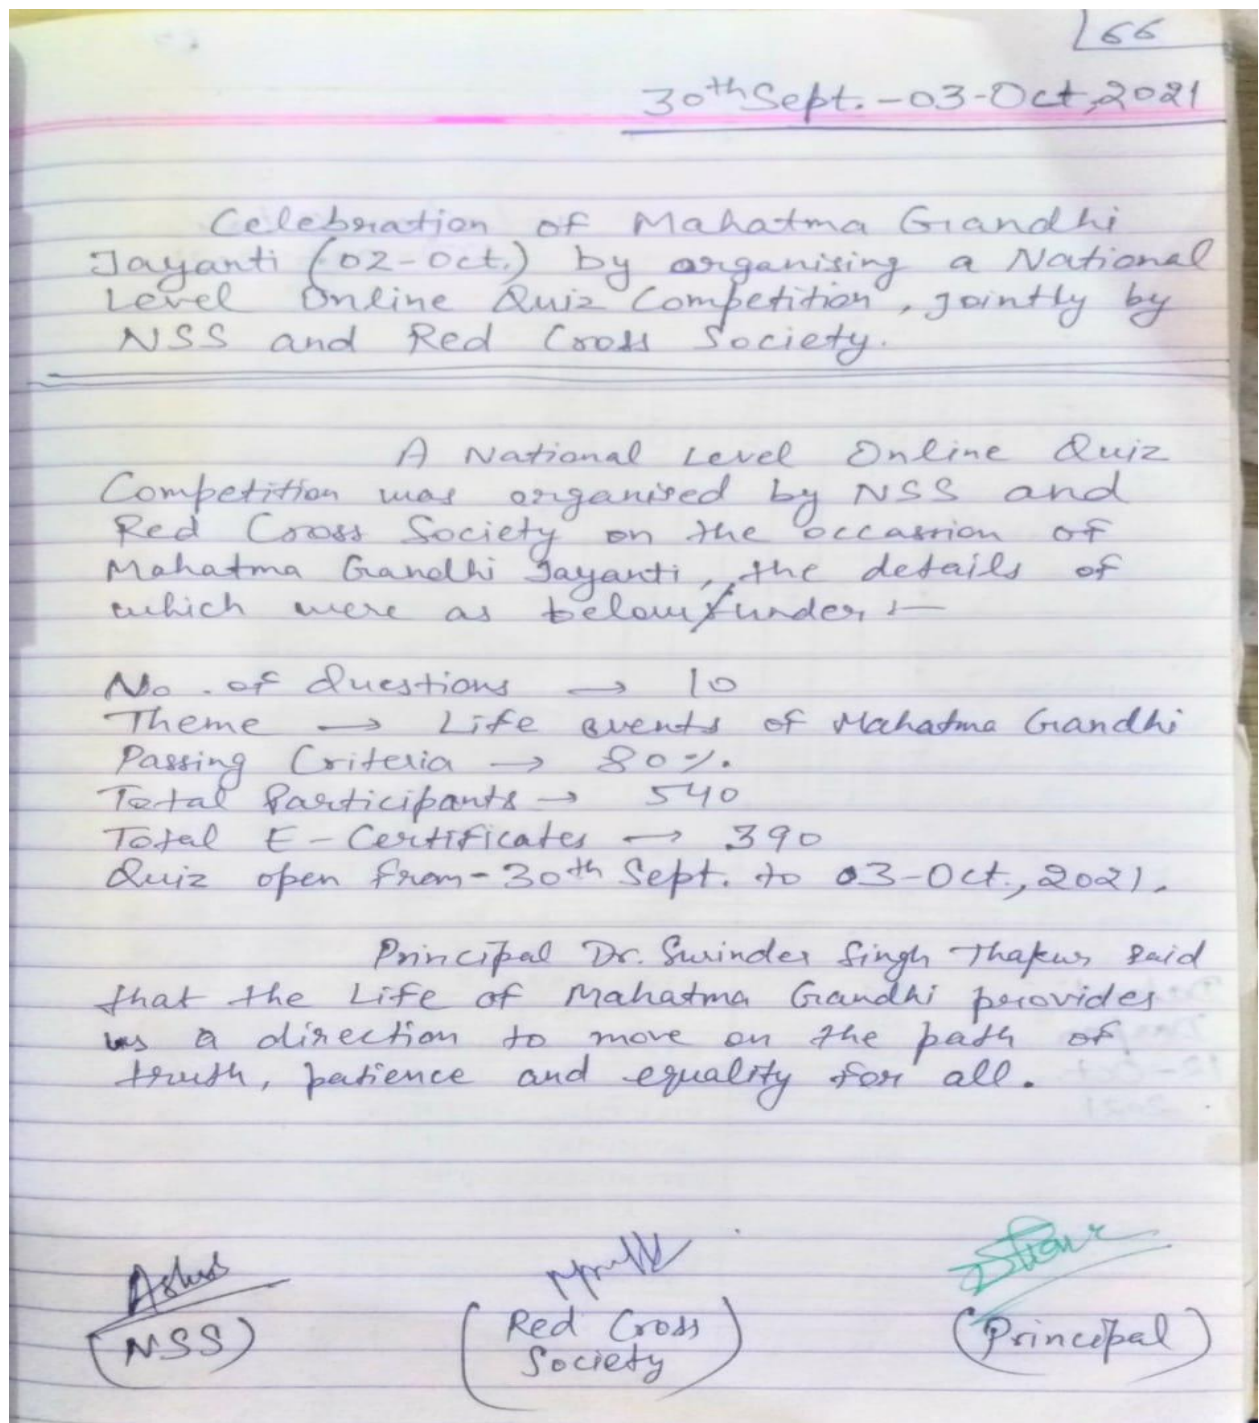 66
30th Sept. - 03-Oct, 2021
Celebration of Mahatma Gandhi
Jayanti (02-Oct.) by organising a National
Level Online Quiz Competition, jointly by
NSS and Red Cross Society.
A National Level Online Quiz
Competition was organised by NSS and
Red Cross Society on the occassion of
Mahatma Gandhi Jayanti, the details of
which were as below/under :-
No. of Questions → 10
Theme → Life events of Mahatma Gandhi
Passing Criteria → 80%.
Total Participants → 540
Total E-Certificates → 390
Quiz open from - 30th Sept. to 03-Oct., 2021.
Principal Dr. Surinder Singh Thakur said
that the Life of Mahatma Gandhi provides
us a direction to move on the path of
truth, patience and equality for all.
(NSS) (Red Cross Society) (Principal)